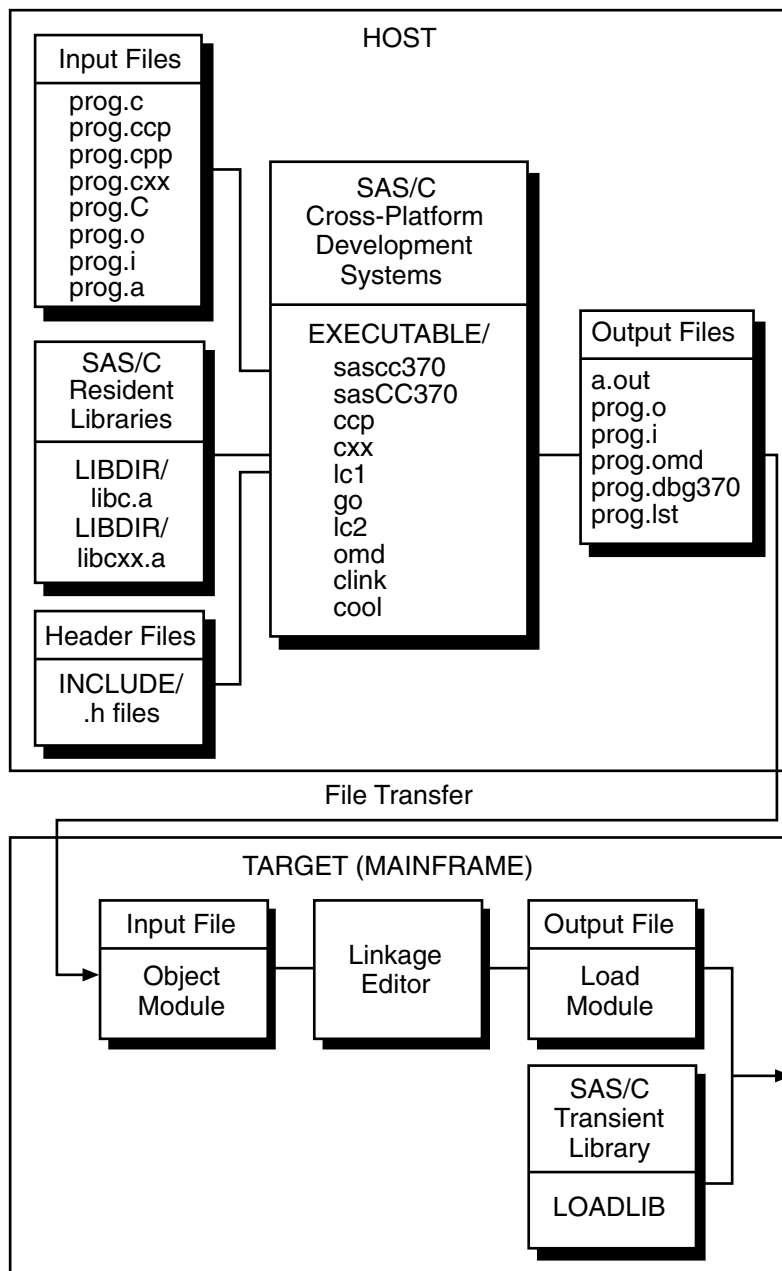 HOST
Input Files
prog.c
prog.ccp
prog.cpp
prog.cxx
prog.C
prog.o
prog.i
prog.a
SAS/C
Resident
Libraries
LIBDIR/
libc.a
LIBDIR/
libcxx.a
Header Files
INCLUDE/
.h files
SAS/C
Cross-Platform
Development
Systems
EXECUTABLE/
sascc370
sasCC370
ccp
cxx
lc1
go
lc2
omd
clink
cool
Output Files
a.out
prog.o
prog.i
prog.omd
prog.dbg370
prog.lst
File Transfer
TARGET (MAINFRAME)
Input File
Object
Module
Linkage
Editor
Output File
Load
Module
SAS/C
Transient
Library
LOADLIB